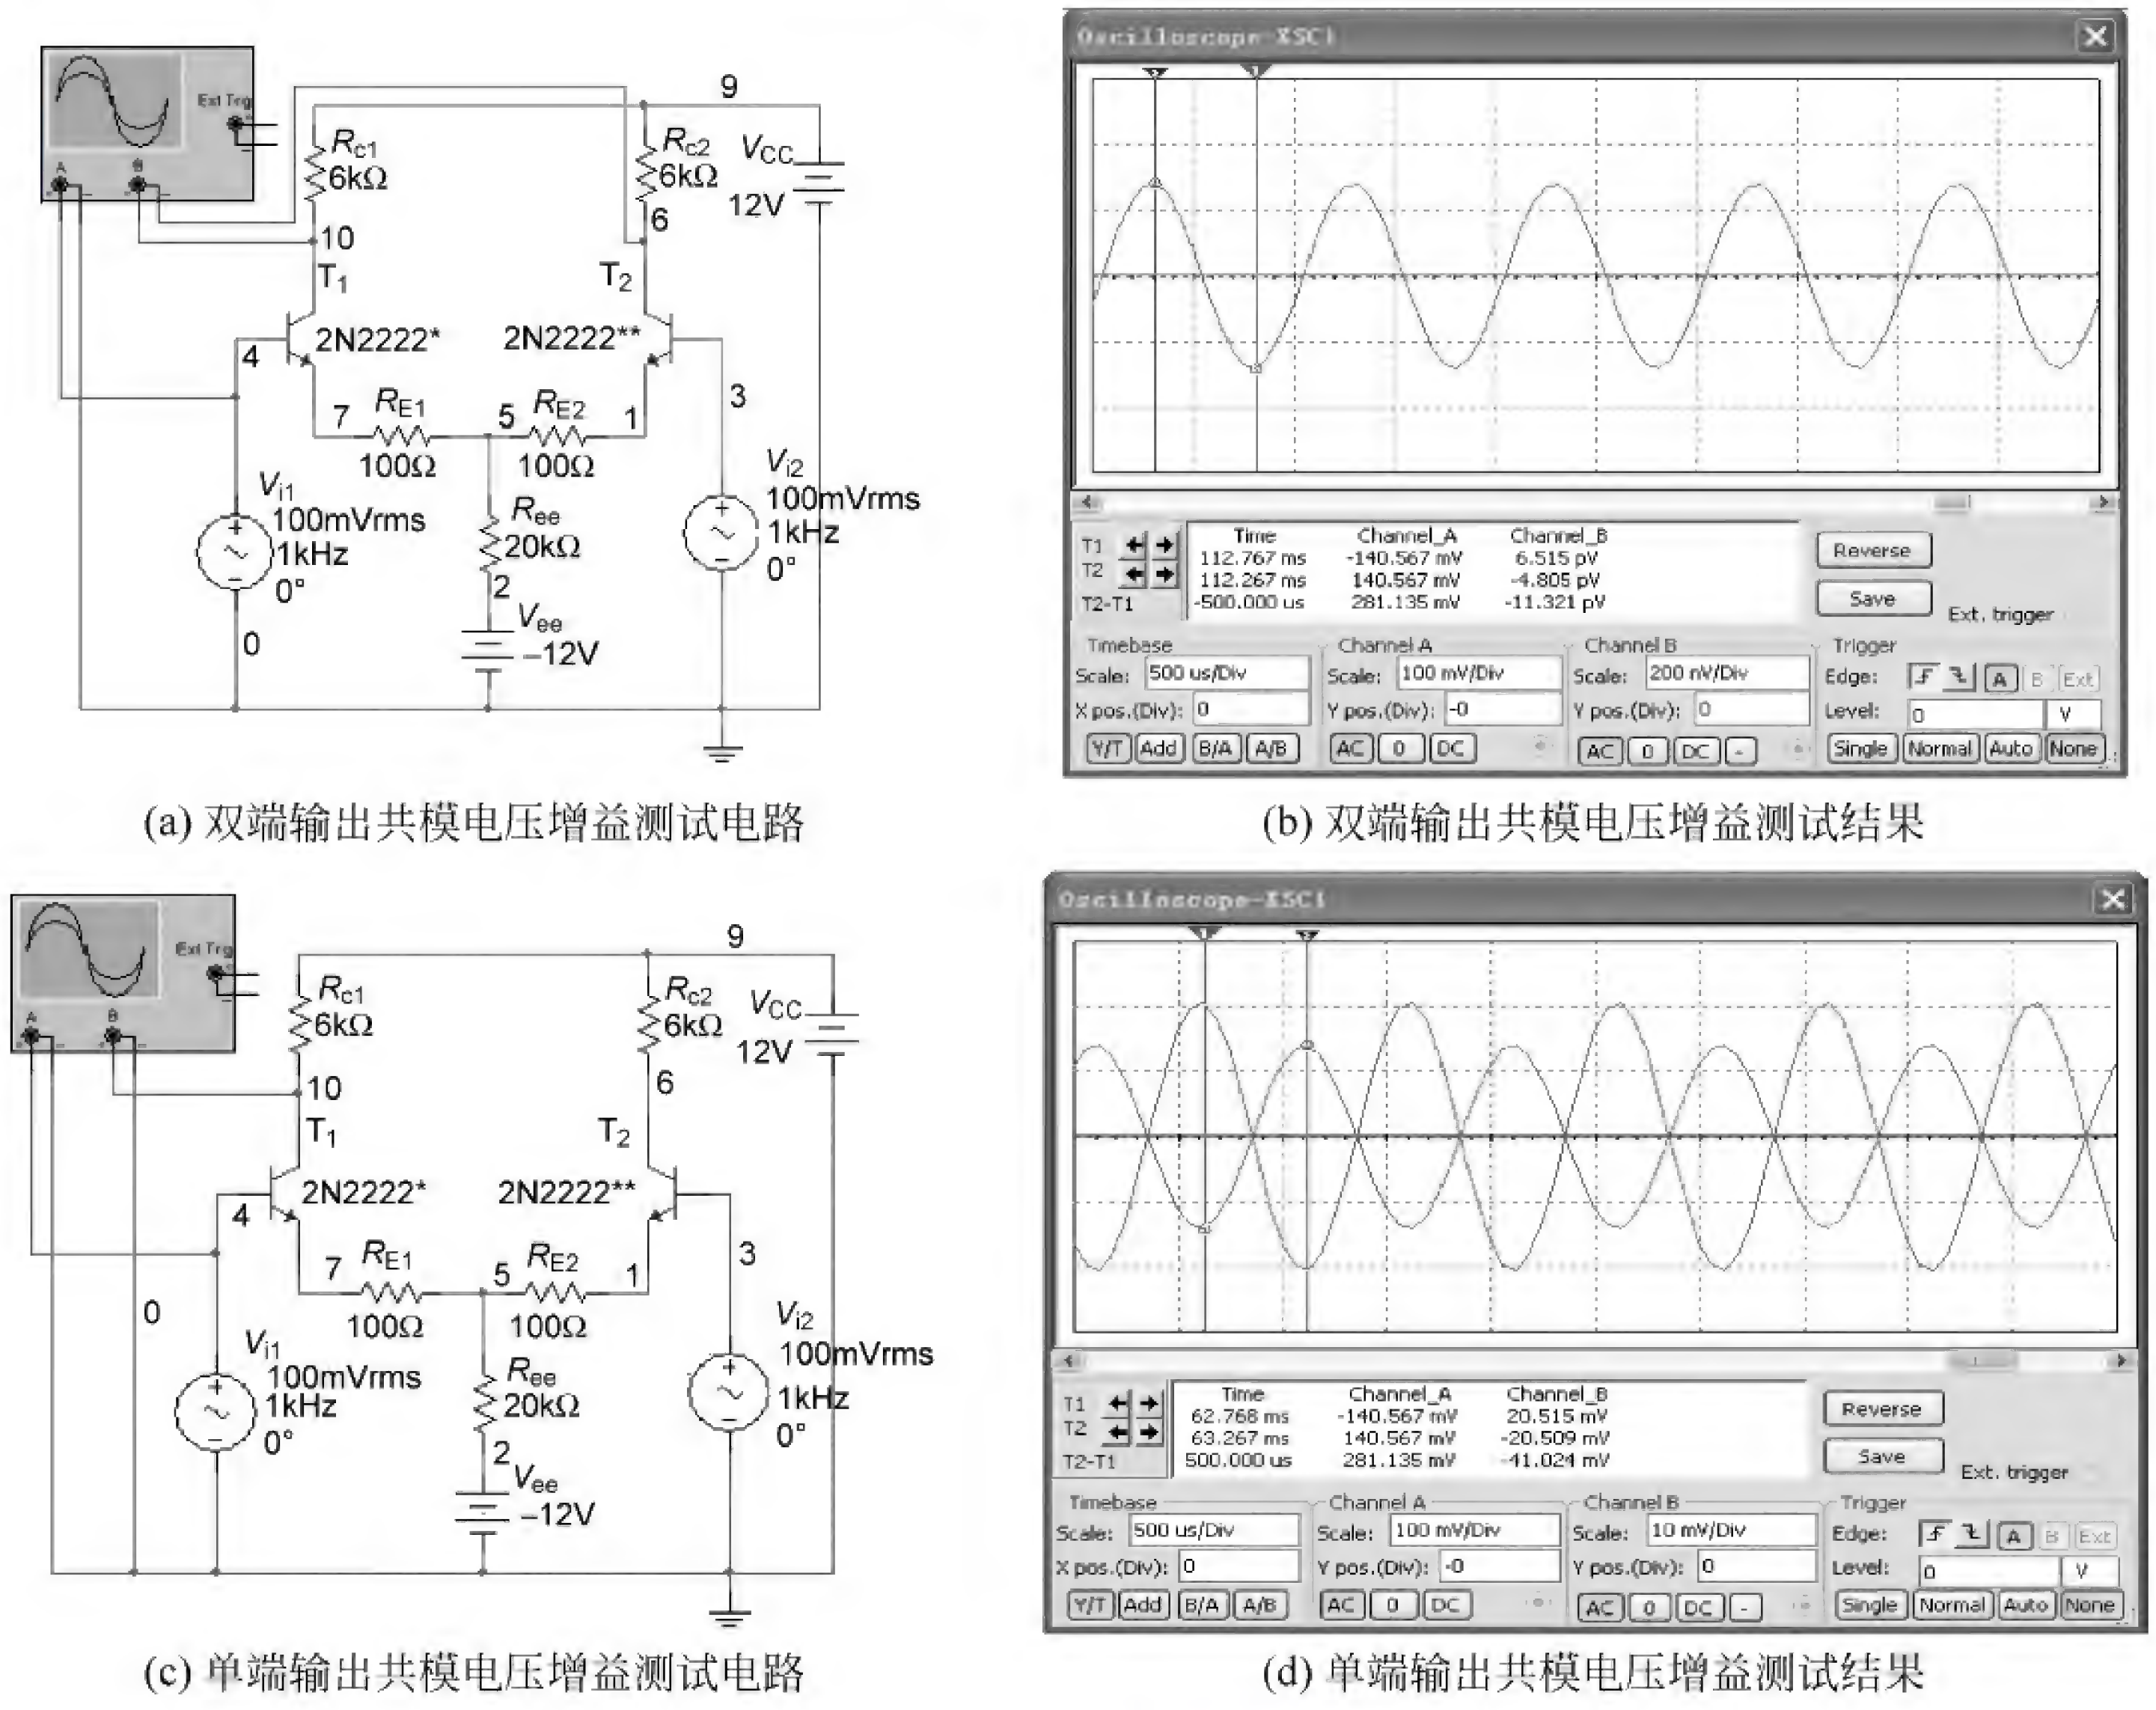 Ext Trg
A
B
9
Rc1
6kΩ
Rc2
6kΩ
VCC
12V
10
6
T1
T2
2N2222*
2N2222**
4
3
7
RE1
100Ω
5
RE2
100Ω
1
Vi1
100mVrms
1kHz
0°
Ree
20kΩ
2
Vee
−12V
Vi2
100mVrms
1kHz
0°
0
(a) 双端输出共模电压增益测试电路
Oscilloscope-XSC1
Time Channel_A Channel_B
T1 112.767 ms -140.567 mV 6.515 pV
T2 112.267 ms 140.567 mV -4.805 pV
T2-T1 -500.000 us 281.135 mV -11.321 pV
Reverse
Save
Ext. trigger
Timebase Channel A Channel B Trigger
Scale: 500 us/Div Scale: 100 mV/Div Scale: 200 nV/Div Edge: A B Ext
X pos.(Div): 0 Y pos.(Div): -0 Y pos.(Div): 0 Level: 0 V
Y/T Add B/A A/B AC 0 DC AC 0 DC - Single Normal Auto None
(b) 双端输出共模电压增益测试结果
Ext Trg
A
B
9
Rc1
6kΩ
Rc2
6kΩ
VCC
12V
10
6
T1
T2
2N2222*
2N2222**
4
3
7
RE1
100Ω
5
RE2
100Ω
1
0
Vi1
100mVrms
1kHz
0°
Ree
20kΩ
2
Vee
−12V
Vi2
100mVrms
1kHz
0°
(c) 单端输出共模电压增益测试电路
Oscilloscope-XSC1
Time Channel_A Channel_B
T1 62.768 ms -140.567 mV 20.515 mV
T2 63.267 ms 140.567 mV -20.509 mV
T2-T1 500.000 us 281.135 mV -41.024 mV
Reverse
Save
Ext. trigger
Timebase Channel A Channel B Trigger
Scale: 500 us/Div Scale: 100 mV/Div Scale: 10 mV/Div Edge: A B Ext
X pos.(Div): 0 Y pos.(Div): -0 Y pos.(Div): 0 Level: 0 V
Y/T Add B/A A/B AC 0 DC AC 0 DC - Single Normal Auto None
(d) 单端输出共模电压增益测试结果